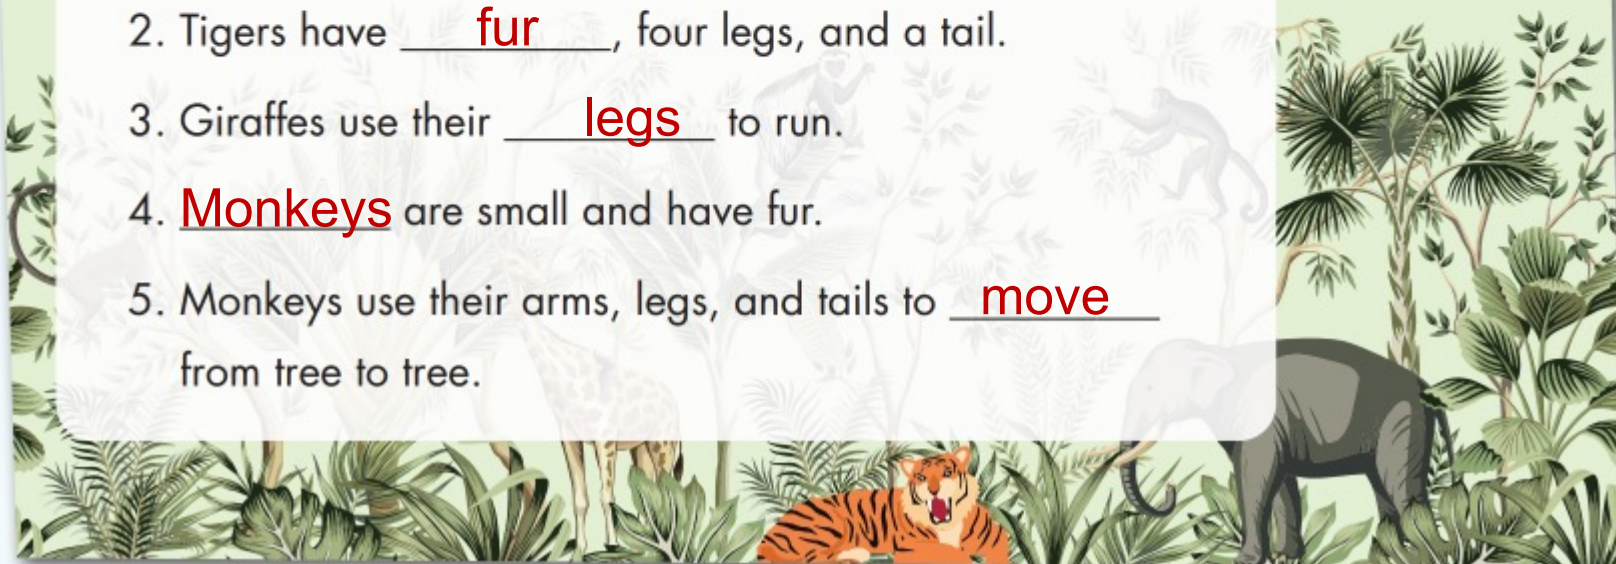 2. Tigers have fur, four legs, and a tail.
3. Giraffes use their legs to run.
4. Monkeys are small and have fur.
5. Monkeys use their arms, legs, and tails to move
from tree to tree.